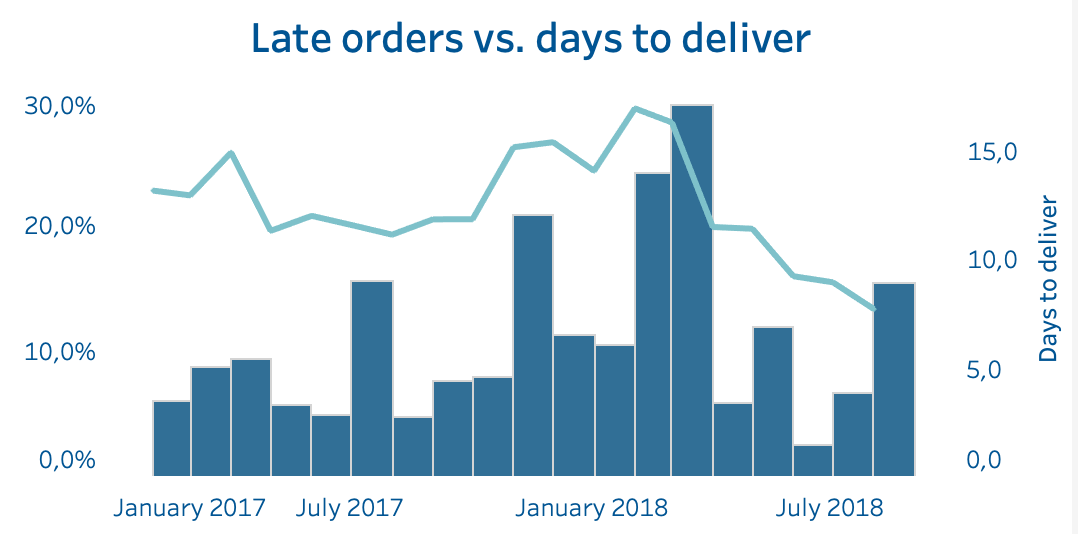 Late orders vs. days to deliver
30,0%
20,0%
10,0%
0,0%
15,0
10,0
5,0
0,0
Days to deliver
January 2017
July 2017
January 2018
July 2018